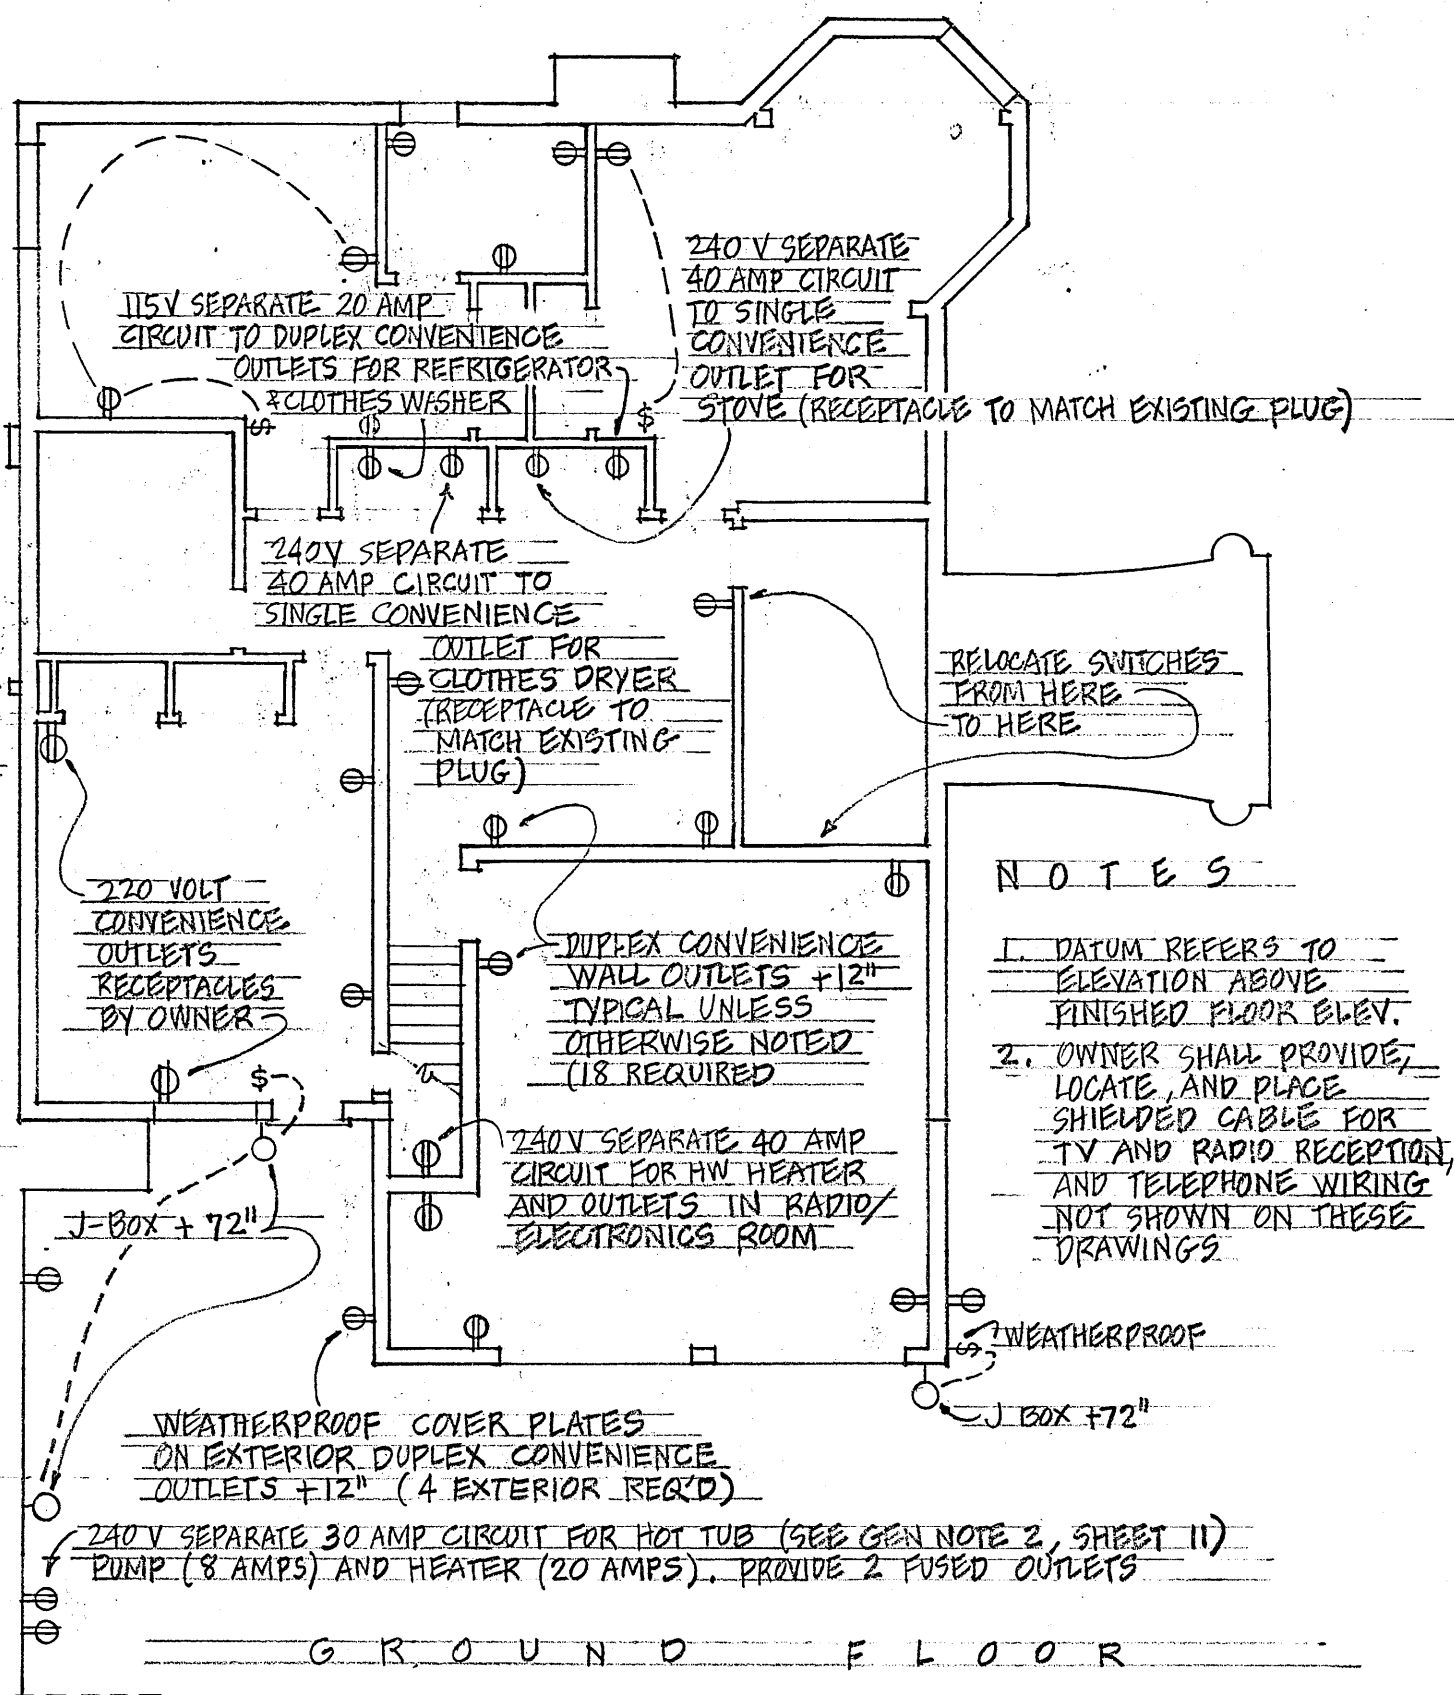 115V SEPARATE 20 AMP
CIRCUIT TO DUPLEX CONVENIENCE
OUTLETS FOR REFRIGERATOR
& CLOTHES WASHER
240 V SEPARATE
40 AMP CIRCUIT
TO SINGLE
CONVENIENCE
OUTLET FOR
STOVE (RECEPTACLE TO MATCH EXISTING PLUG)
$
$
240V SEPARATE
40 AMP CIRCUIT TO
SINGLE CONVENIENCE
OUTLET FOR
CLOTHES DRYER
(RECEPTACLE TO
MATCH EXISTING
PLUG)
RELOCATE SWITCHES
FROM HERE
TO HERE
220 VOLT
CONVENIENCE
OUTLETS
RECEPTACLES
BY OWNER
$
DUPLEX CONVENIENCE
WALL OUTLETS +12"
TYPICAL UNLESS
OTHERWISE NOTED
(18 REQUIRED
NOTES
1. DATUM REFERS TO
ELEVATION ABOVE
FINISHED FLOOR ELEV.
2. OWNER SHALL PROVIDE,
LOCATE, AND PLACE
SHIELDED CABLE FOR
TV AND RADIO RECEPTION,
AND TELEPHONE WIRING
NOT SHOWN ON THESE
DRAWINGS
240V SEPARATE 40 AMP
CIRCUIT FOR HW HEATER
AND OUTLETS IN RADIO/
ELECTRONICS ROOM
J-BOX + 72"
$
WEATHERPROOF
J BOX +72"
WEATHERPROOF COVER PLATES
ON EXTERIOR DUPLEX CONVENIENCE
OUTLETS +12" (4 EXTERIOR REQ'D)
240 V SEPARATE 30 AMP CIRCUIT FOR HOT TUB (SEE GEN NOTE 2, SHEET 11)
PUMP (8 AMPS) AND HEATER (20 AMPS). PROVIDE 2 FUSED OUTLETS
GROUND FLOOR